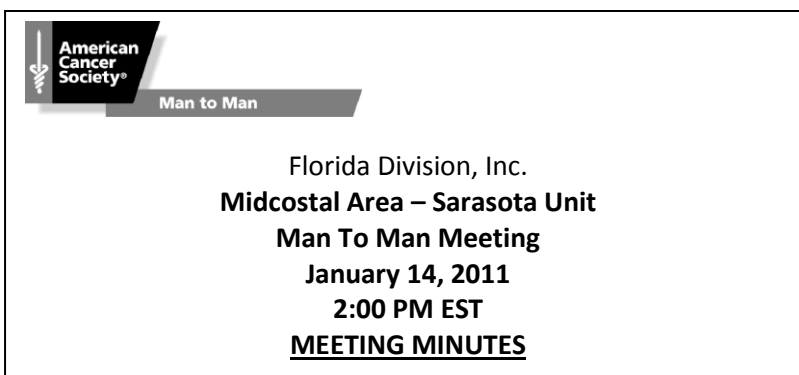 American
Cancer
Society®
Man to Man
Florida Division, Inc.
Midcostal Area – Sarasota Unit
Man To Man Meeting
January 14, 2011
2:00 PM EST
MEETING MINUTES